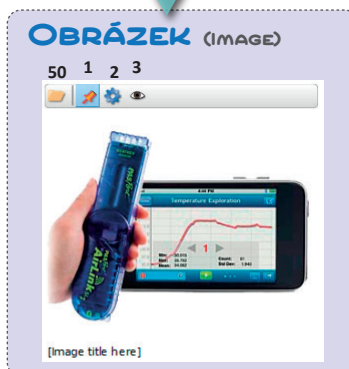 OBRÁZEK (IMAGE)
50 1 2 3
Temperature Exploration
1
AirLink
[Image title here]